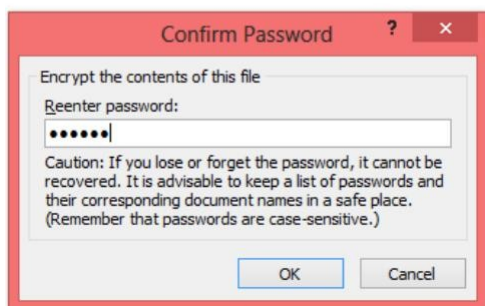 Confirm Password
?
×
Encrypt the contents of this file
Reenter password:
••••••
Caution: If you lose or forget the password, it cannot be
recovered. It is advisable to keep a list of passwords and
their corresponding document names in a safe place.
(Remember that passwords are case-sensitive.)
OK
Cancel